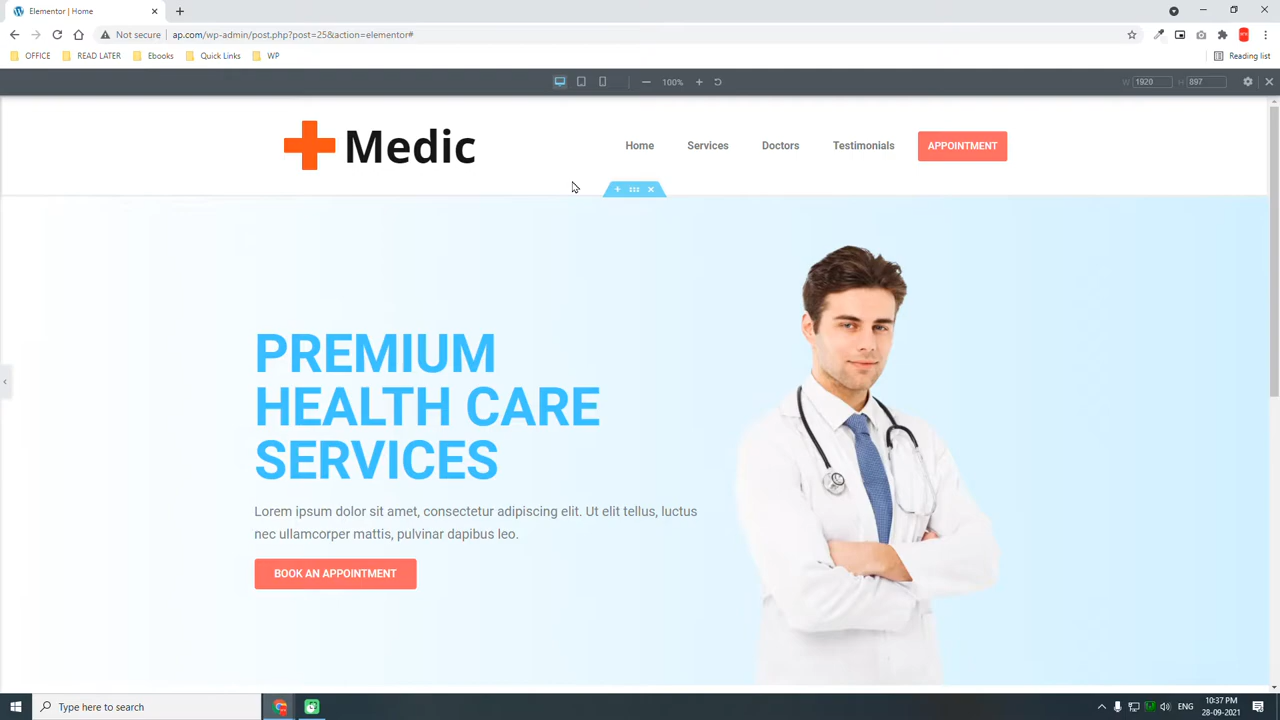 Elementor | Home
Not secure
ap.com/wp-admin/post.php?post=25&action=elementor#
OFFICE
READ LATER
Ebooks
Quick Links
WP
Reading list
100%
W 1920
H 897
Medic
Home
Services
Doctors
Testimonials
APPOINTMENT
PREMIUM
HEALTH CARE
SERVICES
Lorem ipsum dolor sit amet, consectetur adipiscing elit. Ut elit tellus, luctus
nec ullamcorper mattis, pulvinar dapibus leo.
BOOK AN APPOINTMENT
Type here to search
ENG
10:37 PM
28-09-2021